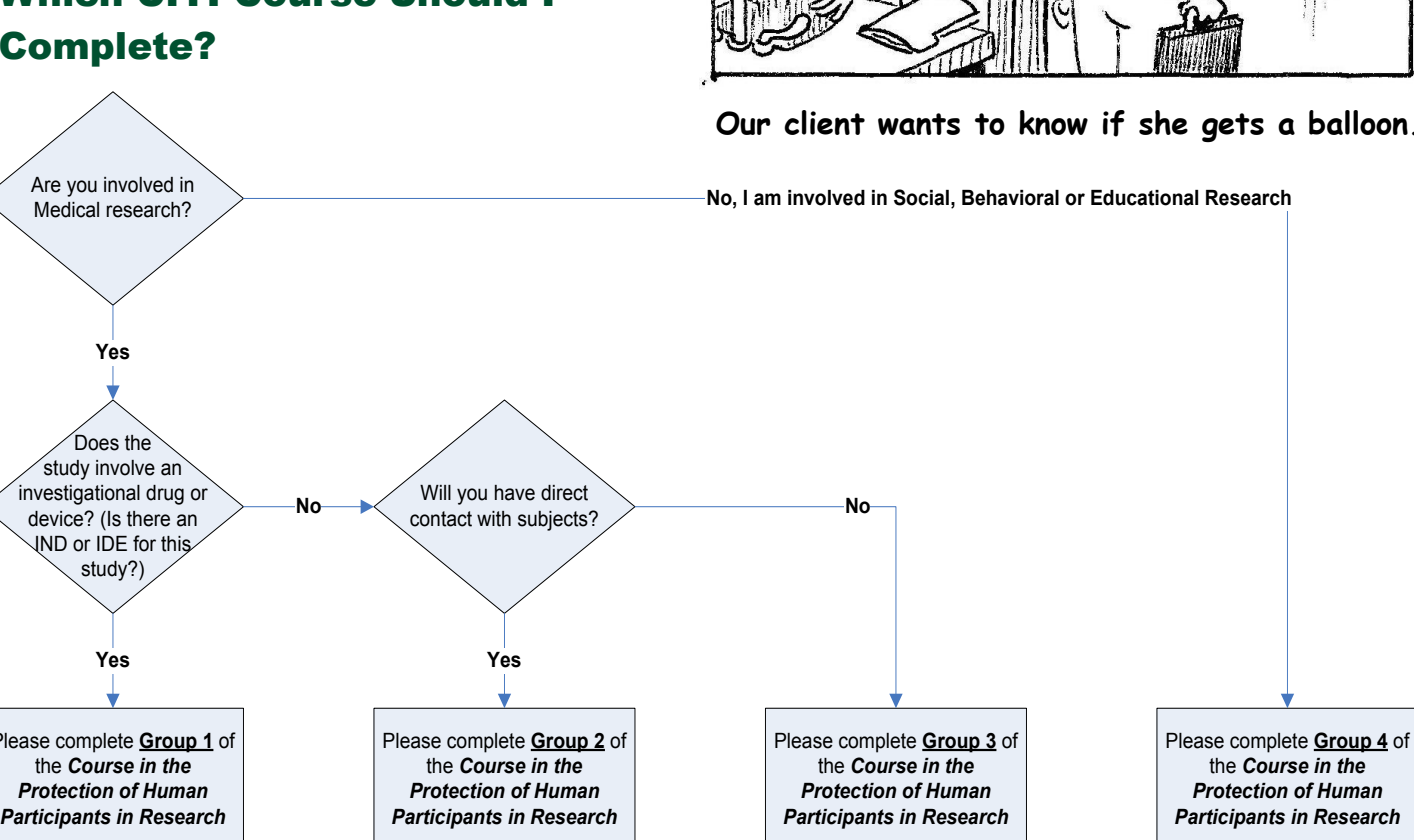 Complete?
Our client wants to know if she gets a balloon.
Are you involved in
Medical research?
No, I am involved in Social, Behavioral or Educational Research
Yes
Does the
study involve an
investigational drug or
device? (Is there an
IND or IDE for this
study?)
No
Will you have direct
contact with subjects?
No
Yes
Yes
Please complete Group 1 of
the Course in the
Protection of Human
Participants in Research
Please complete Group 2 of
the Course in the
Protection of Human
Participants in Research
Please complete Group 3 of
the Course in the
Protection of Human
Participants in Research
Please complete Group 4 of
the Course in the
Protection of Human
Participants in Research